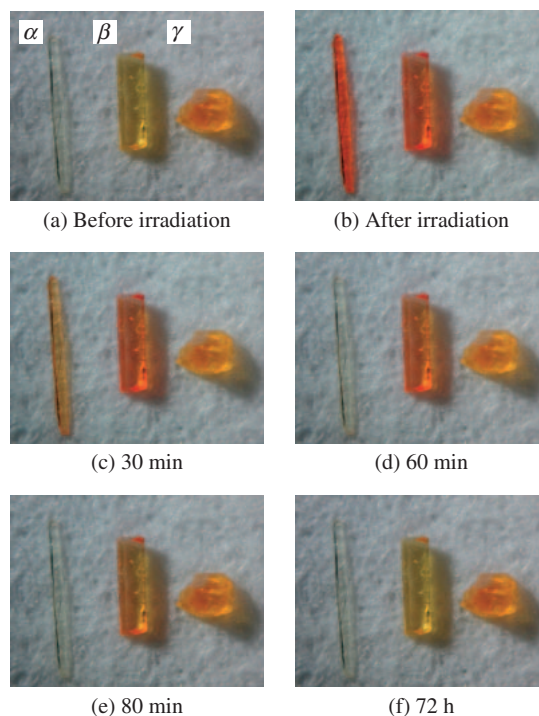 α β γ
(a) Before irradiation
(b) After irradiation
(c) 30 min
(d) 60 min
(e) 80 min
(f) 72 h